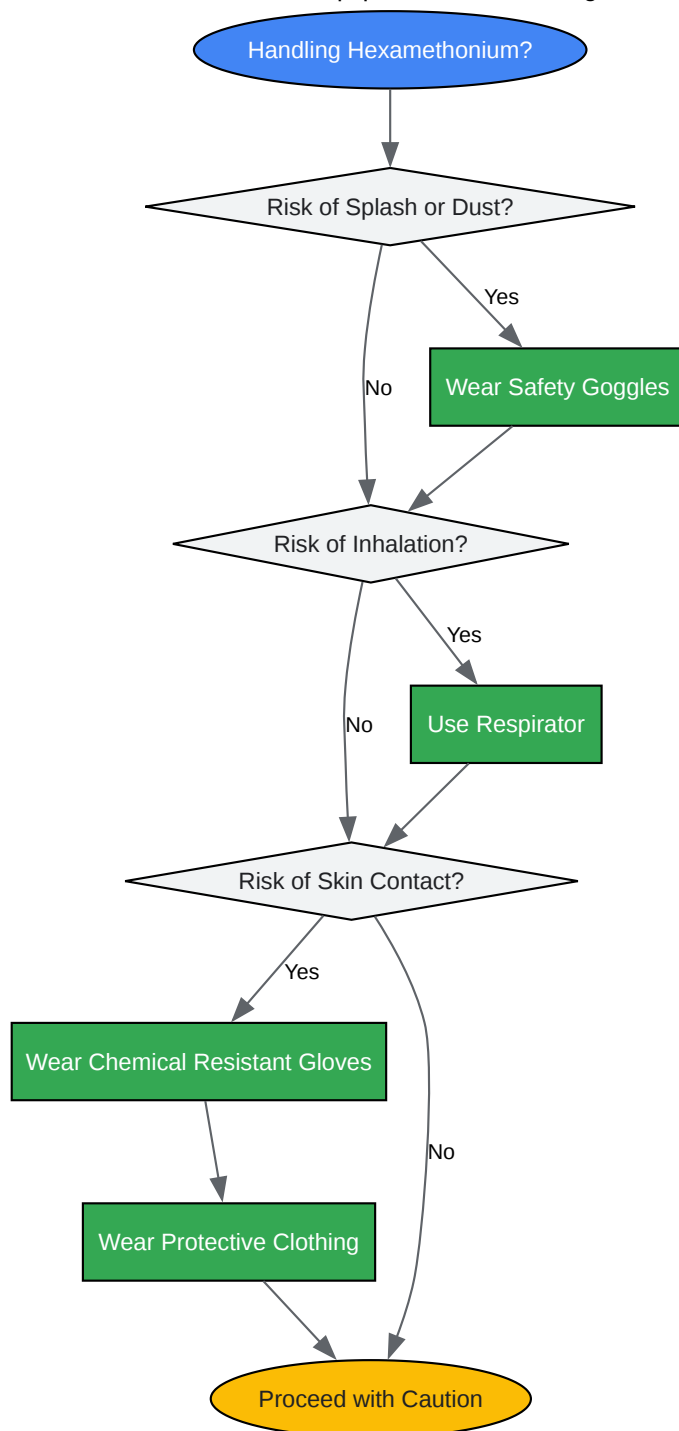 Handling Hexamethonium?
Risk of Splash or Dust?
Yes
Wear Safety Goggles
No
Risk of Inhalation?
Yes
Use Respirator
No
Risk of Skin Contact?
Yes
Wear Chemical Resistant Gloves
No
Wear Protective Clothing
Proceed with Caution